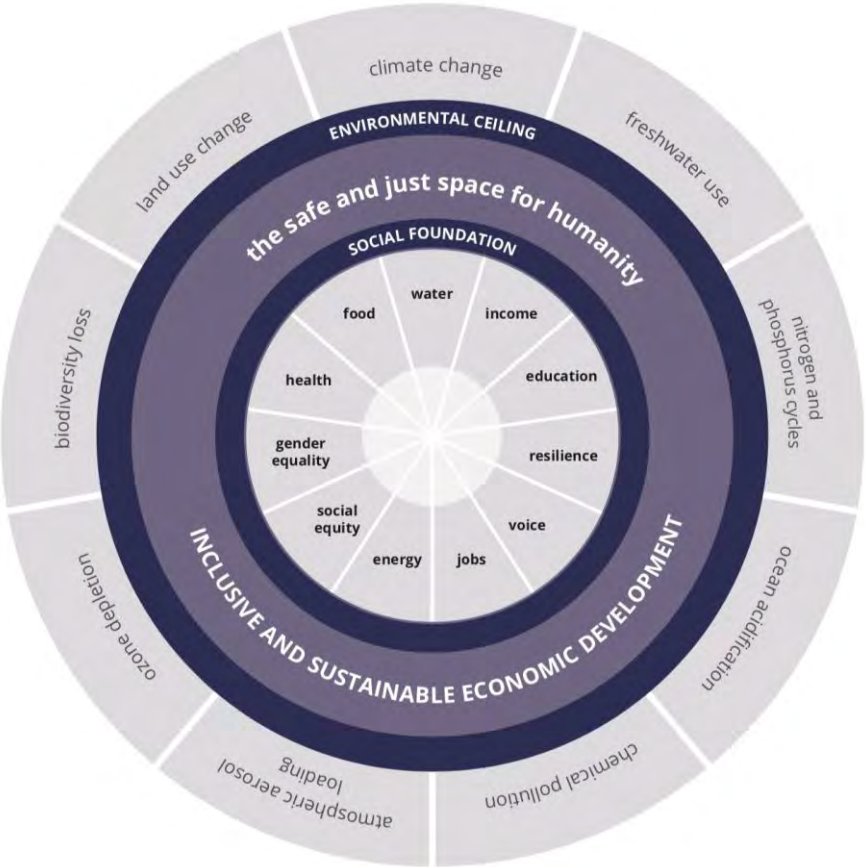 climate change
freshwater use
nitrogen and
phosphorus cycles
ocean acidification
chemical pollution
atmospheric aerosol
loading
ozone depletion
biodiversity loss
land use change
ENVIRONMENTAL CEILING
the safe and just space for humanity
SOCIAL FOUNDATION
water
income
education
resilience
voice
jobs
energy
social
equity
gender
equality
health
food
INCLUSIVE AND SUSTAINABLE ECONOMIC DEVELOPMENT